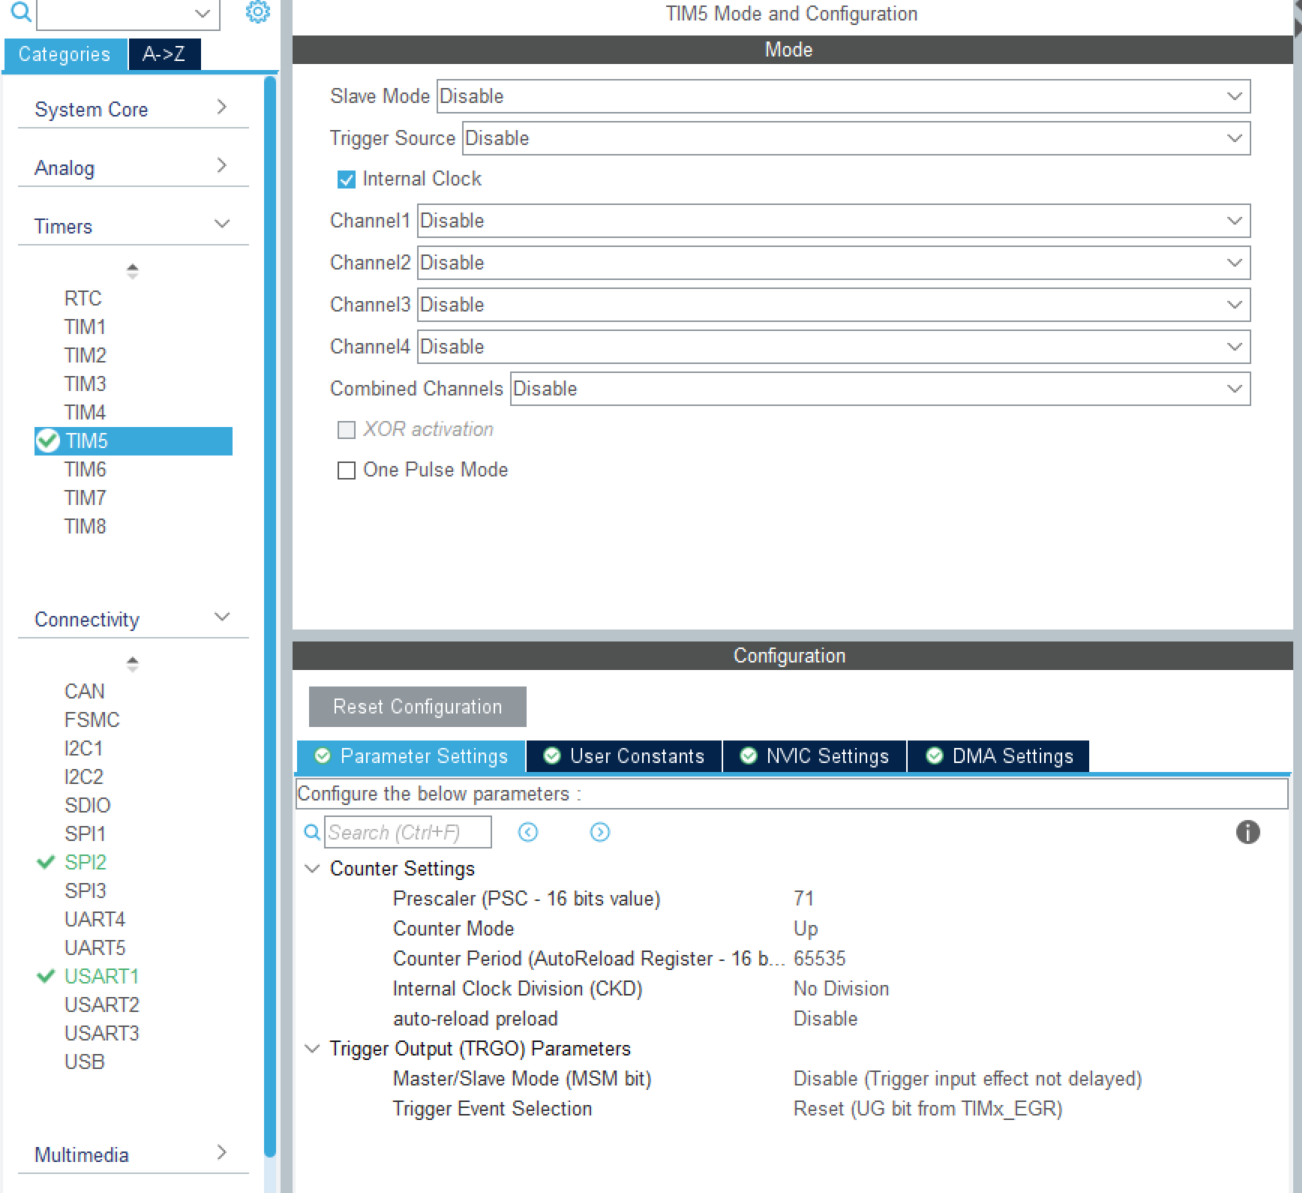 Categories
A->Z
System Core
Analog
Timers
RTC
TIM1
TIM2
TIM3
TIM4
TIM5
TIM6
TIM7
TIM8
Connectivity
CAN
FSMC
I2C1
I2C2
SDIO
SPI1
SPI2
SPI3
UART4
UART5
USART1
USART2
USART3
USB
Multimedia
TIM5 Mode and Configuration
Mode
Slave Mode Disable
Trigger Source Disable
Internal Clock
Channel1 Disable
Channel2 Disable
Channel3 Disable
Channel4 Disable
Combined Channels Disable
XOR activation
One Pulse Mode
Configuration
Reset Configuration
Parameter Settings User Constants NVIC Settings DMA Settings
Configure the below parameters :
Search (Ctrl+F)
Counter Settings
Prescaler (PSC - 16 bits value) 71
Counter Mode Up
Counter Period (AutoReload Register - 16 b... 65535
Internal Clock Division (CKD) No Division
auto-reload preload Disable
Trigger Output (TRGO) Parameters
Master/Slave Mode (MSM bit) Disable (Trigger input effect not delayed)
Trigger Event Selection Reset (UG bit from TIMx_EGR)